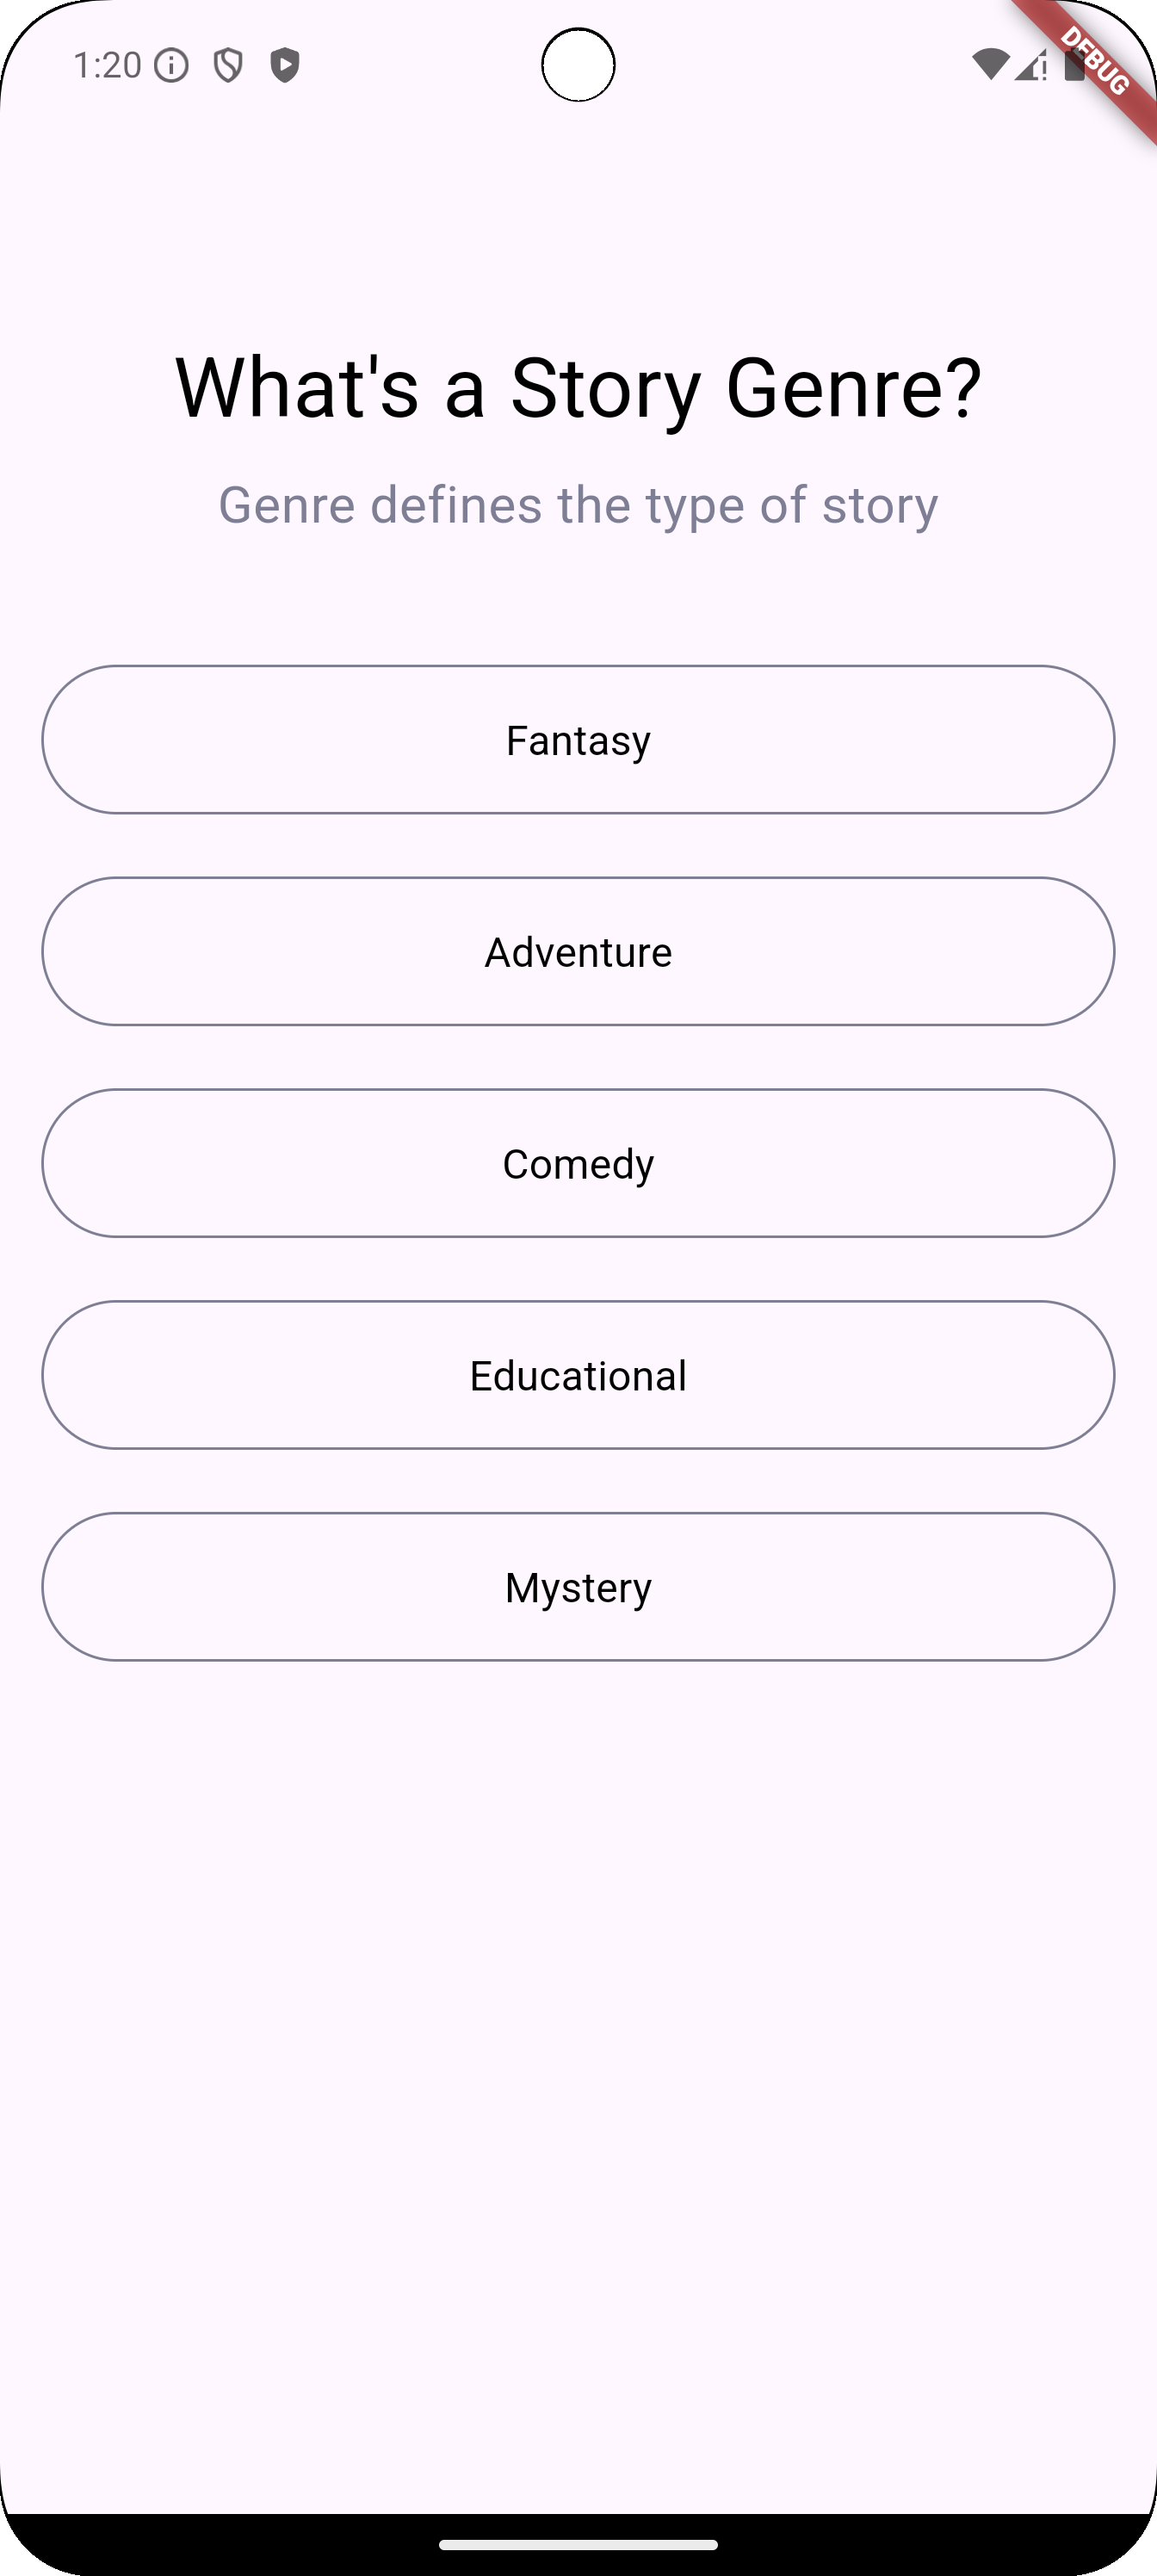 1:20
DEBUG
What's a Story Genre?
Genre defines the type of story
Fantasy
Adventure
Comedy
Educational
Mystery